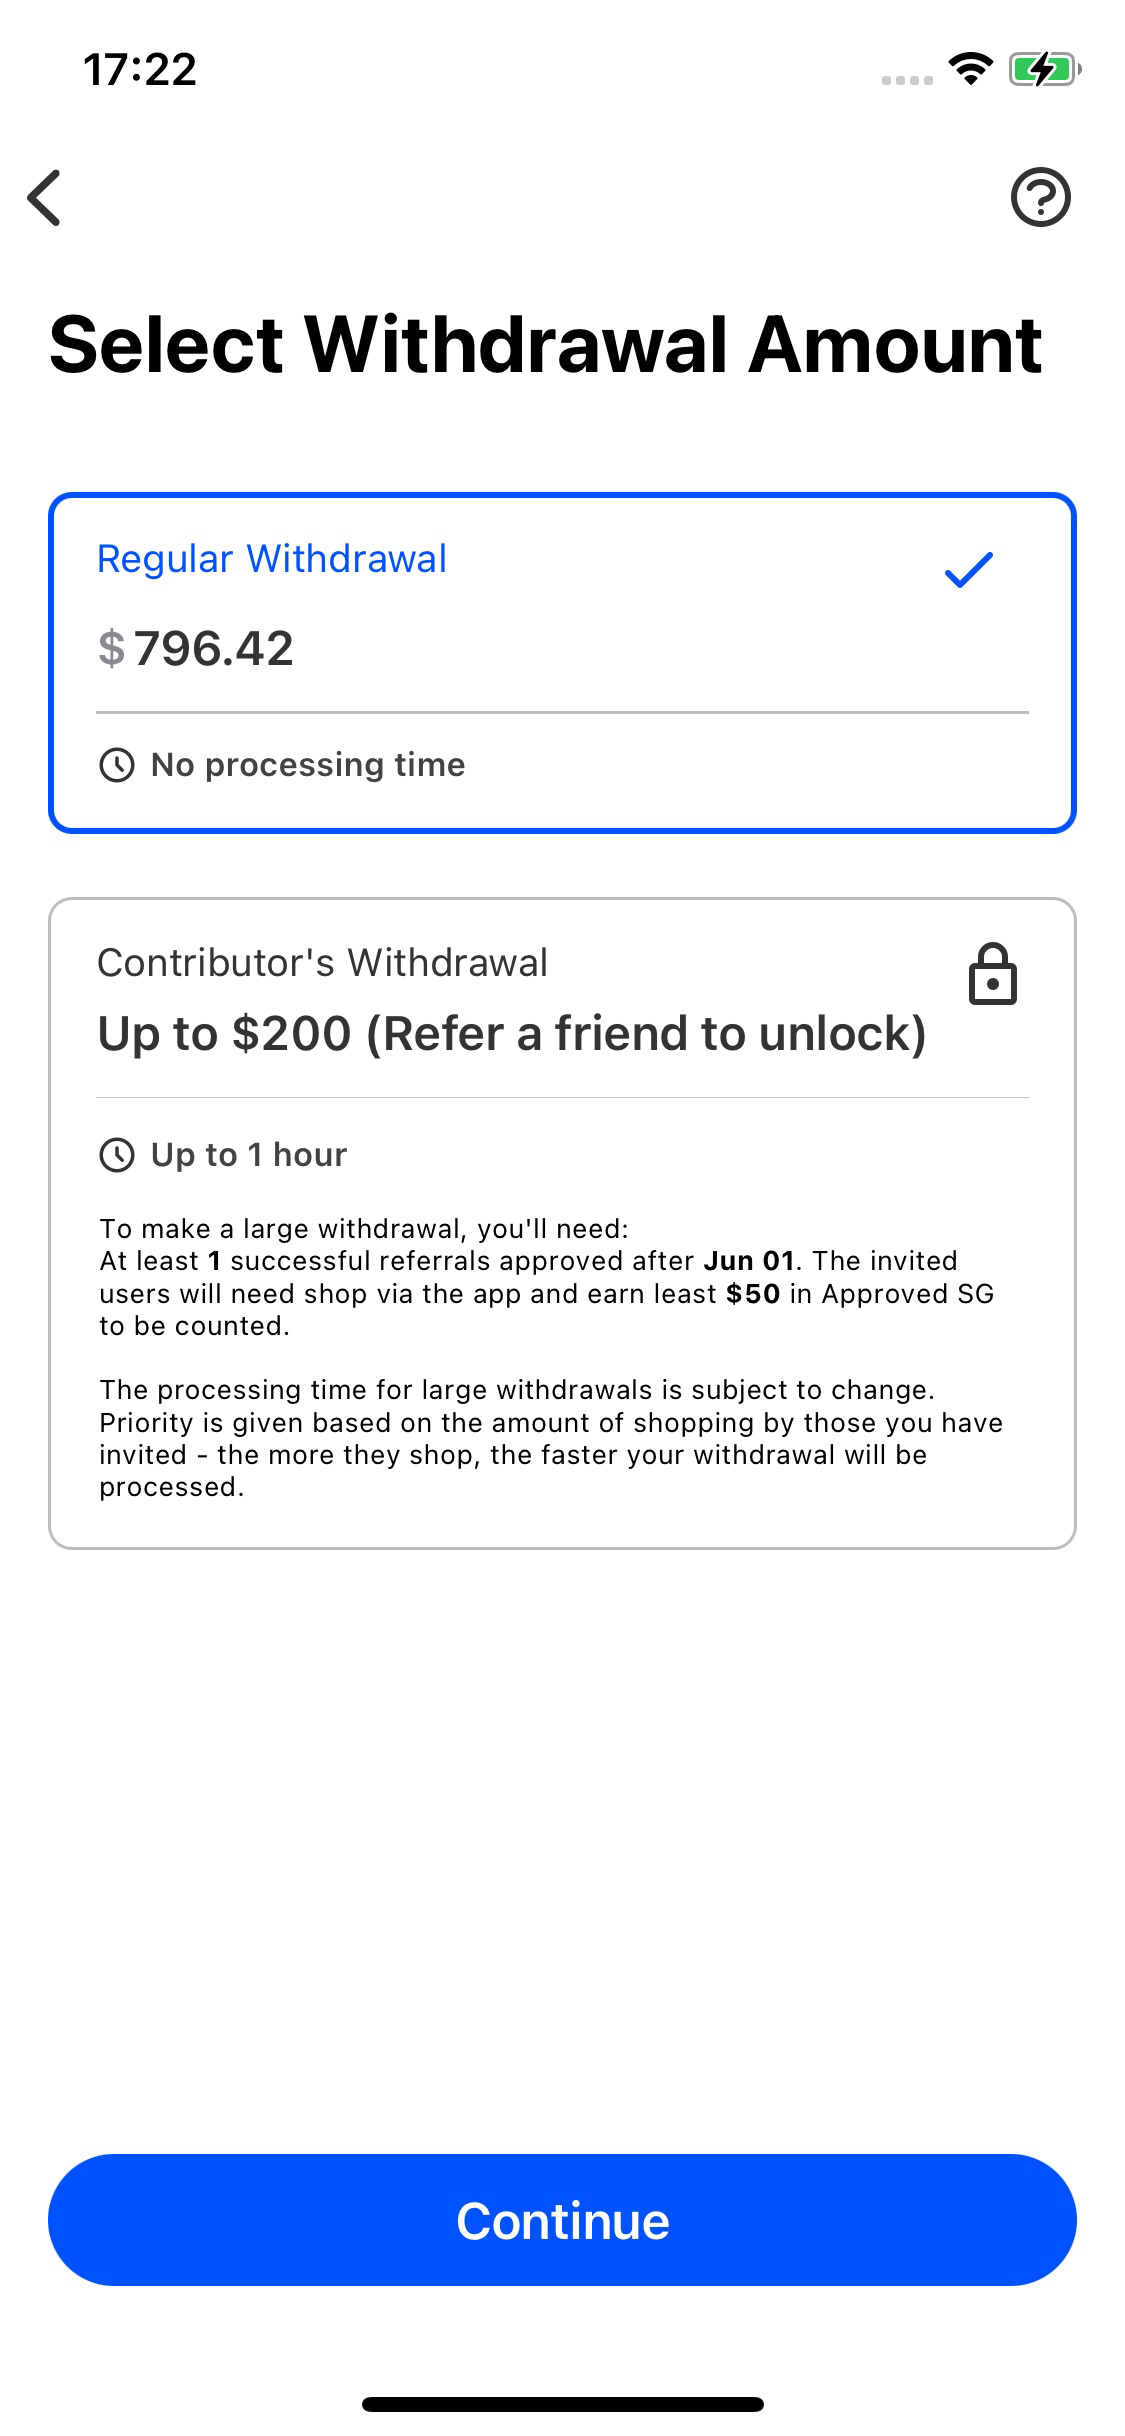 17:22
Select Withdrawal Amount
Regular Withdrawal
$ 796.42
No processing time
Contributor's Withdrawal
Up to $200 (Refer a friend to unlock)
Up to 1 hour
To make a large withdrawal, you'll need:
At least 1 successful referrals approved after Jun 01. The invited
users will need shop via the app and earn least $50 in Approved SG
to be counted.
The processing time for large withdrawals is subject to change.
Priority is given based on the amount of shopping by those you have
invited - the more they shop, the faster your withdrawal will be
processed.
Continue